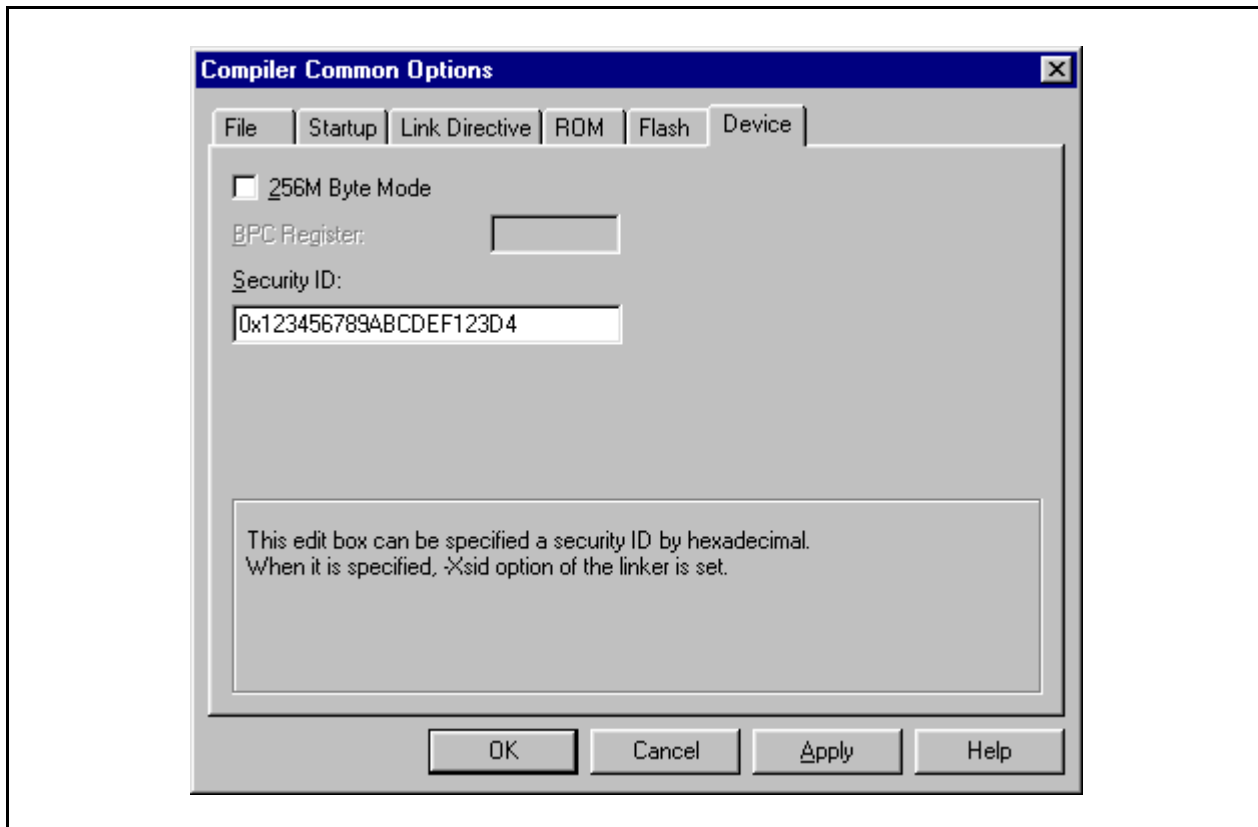 Compiler Common Options
File Startup Link Directive ROM Flash Device
256M Byte Mode
BPC Register:
Security ID:
0x123456789ABCDEF123D4
This edit box can be specified a security ID by hexadecimal.
When it is specified, -Xsid option of the linker is set.
OK Cancel Apply Help